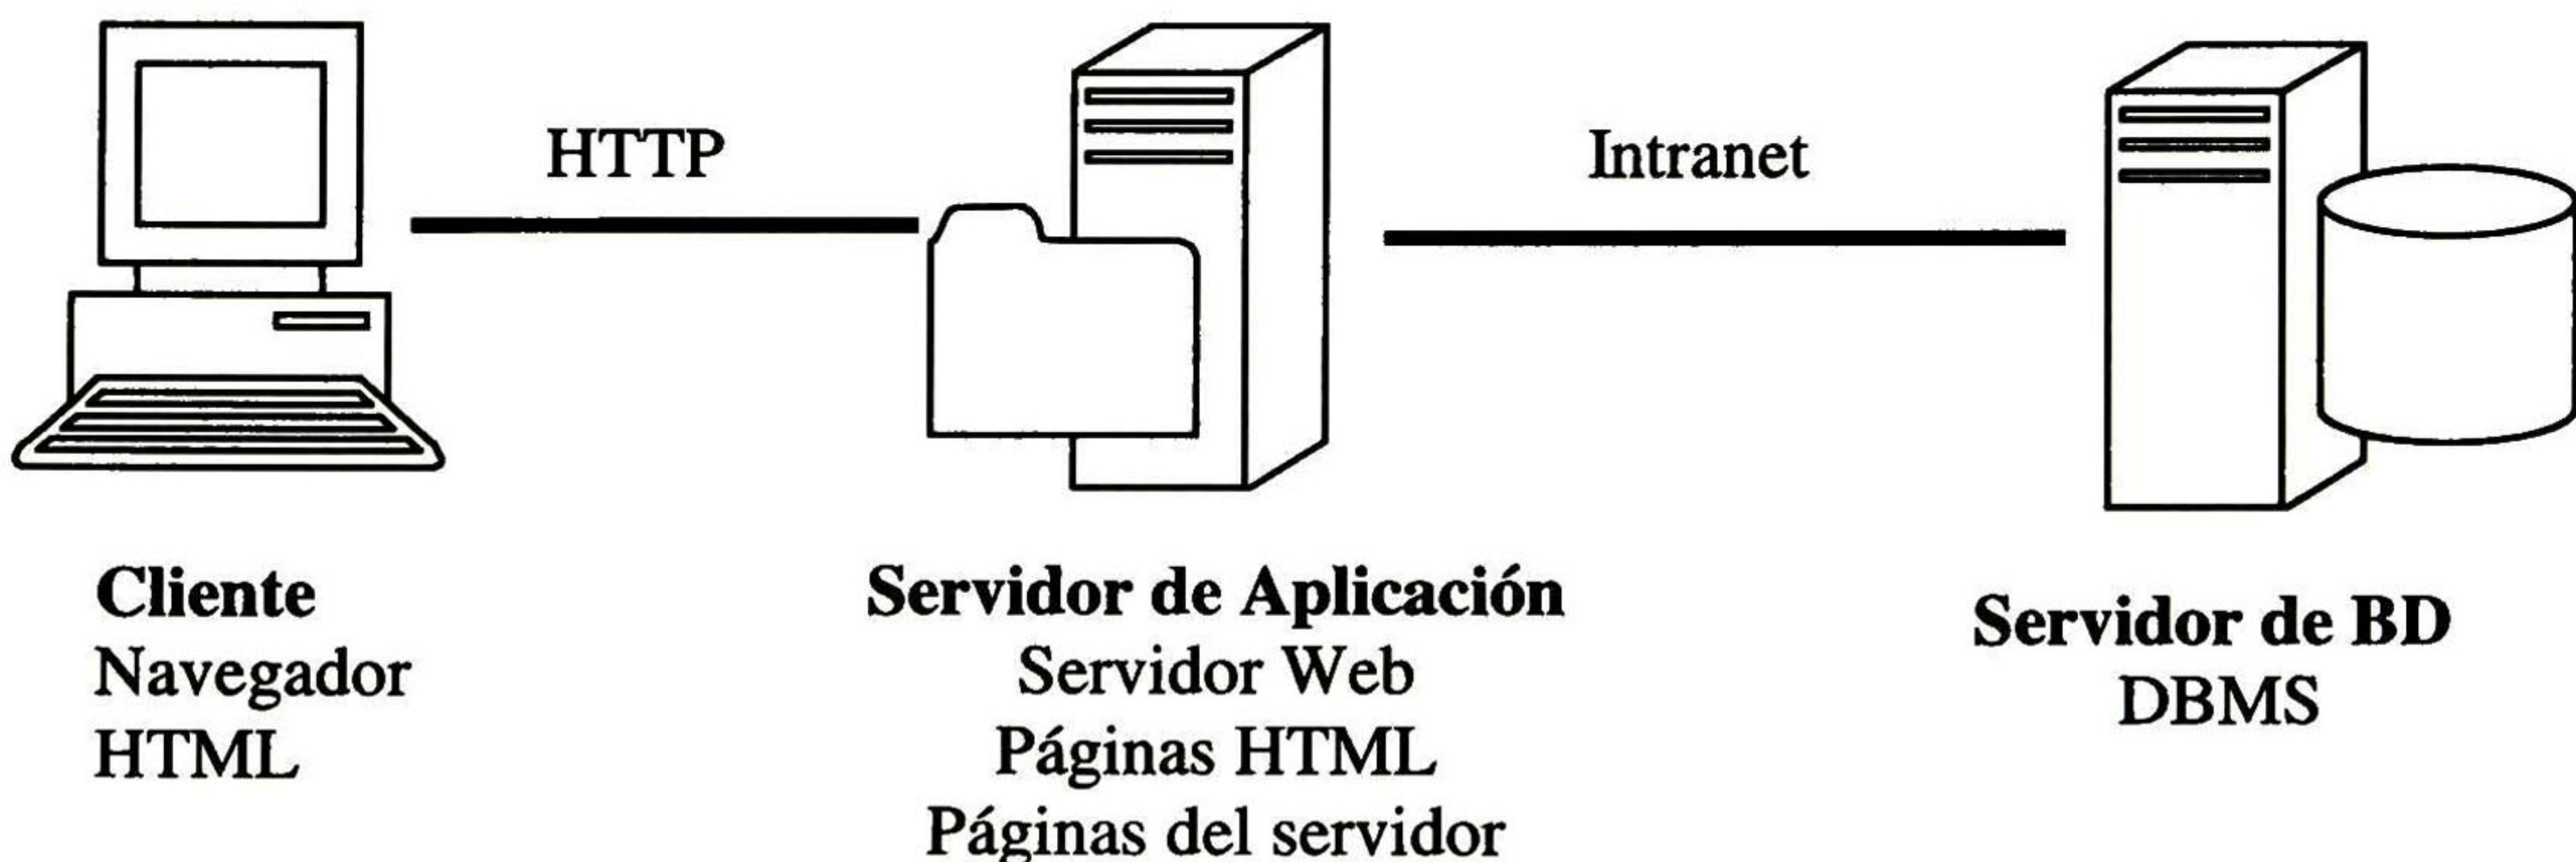 HTTP
Intranet
Cliente
Navegador
HTML
Servidor de Aplicación
Servidor Web
Páginas HTML
Páginas del servidor
Servidor de BD
DBMS